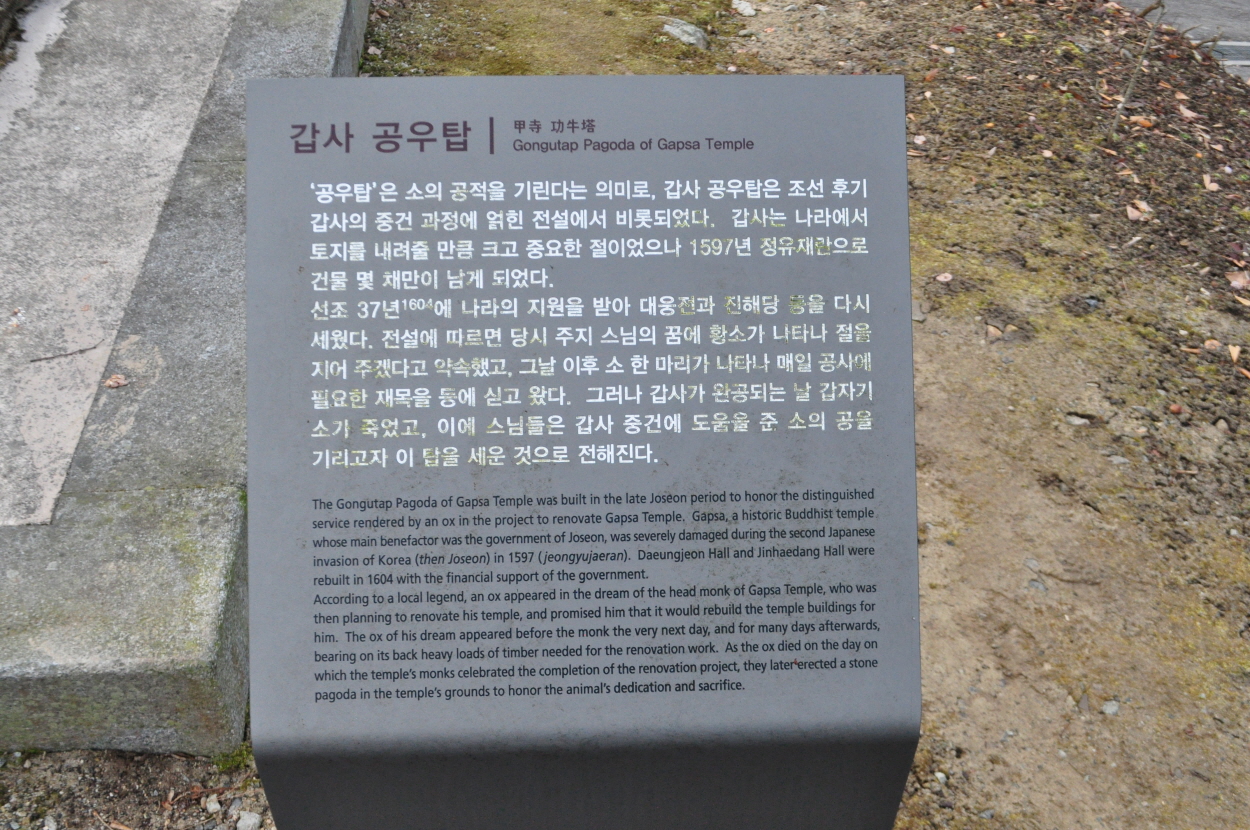 갑사 공우탑
甲寺 功牛塔
Gongutap Pagoda of Gapsa Temple
‘공우탑’은 소의 공적을 기린다는 의미로, 갑사 공우탑은 조선 후기
갑사의 중건 과정에 얽힌 전설에서 비롯되었다. 갑사는 나라에서
토지를 내려줄 만큼 크고 중요한 절이었으나 1597년 정유재란으로
건물 몇 채만이 남게 되었다.
선조 37년1604에 나라의 지원을 받아 대웅전과 진해당 등을 다시
세웠다. 전설에 따르면 당시 주지 스님의 꿈에 황소가 나타나 절을
지어 주겠다고 약속했고, 그날 이후 소 한 마리가 나타나 매일 공사에
필요한 재목을 등에 싣고 왔다. 그러나 갑사가 완공되는 날 갑자기
소가 죽었고, 이에 스님들은 갑사 중건에 도움을 준 소의 공을
기리고자 이 탑을 세운 것으로 전해진다.
The Gongutap Pagoda of Gapsa Temple was built in the late Joseon period to honor the distinguished
service rendered by an ox in the project to renovate Gapsa Temple. Gapsa, a historic Buddhist temple
whose main benefactor was the government of Joseon, was severely damaged during the second Japanese
invasion of Korea (then Joseon) in 1597 (jeongyujaeran). Daeungjeon Hall and Jinhaedang Hall were
rebuilt in 1604 with the financial support of the government.
According to a local legend, an ox appeared in the dream of the head monk of Gapsa Temple, who was
then planning to renovate his temple, and promised him that it would rebuild the temple buildings for
him. The ox of his dream appeared before the monk the very next day, and for many days afterwards,
bearing on its back heavy loads of timber needed for the renovation work. As the ox died on the day on
which the temple's monks celebrated the completion of the renovation project, they later erected a stone
pagoda in the temple's grounds to honor the animal's dedication and sacrifice.